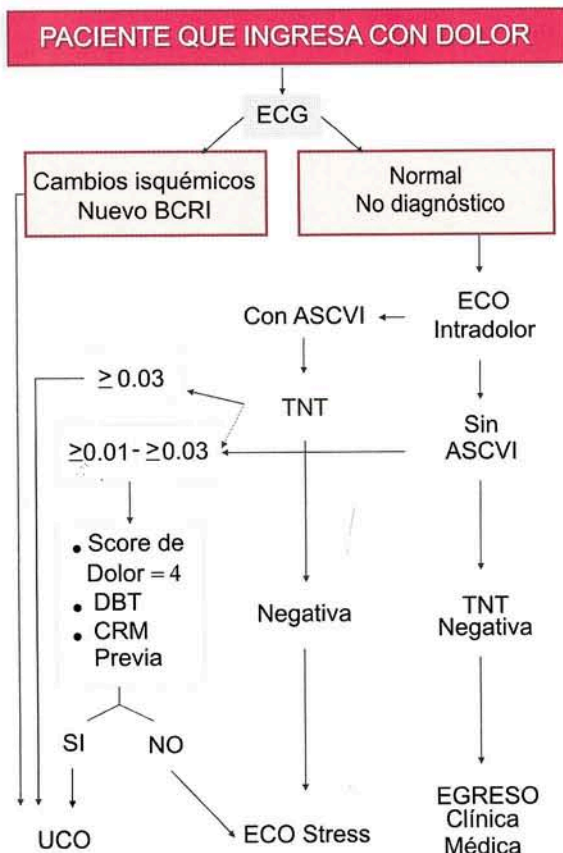 PACIENTE QUE INGRESA CON DOLOR
ECG
Cambios isquémicos
Nuevo BCRI
Normal
No diagnóstico
ECO
Intradolor
Con ASCVI
≥ 0.03
TNT
Sin
ASCVI
≥0.01 - ≥0.03
• Score de
Dolor = 4
• DBT
• CRM
Previa
Negativa
TNT
Negativa
SI
NO
UCO
ECO Stress
EGRESO
Clínica
Médica